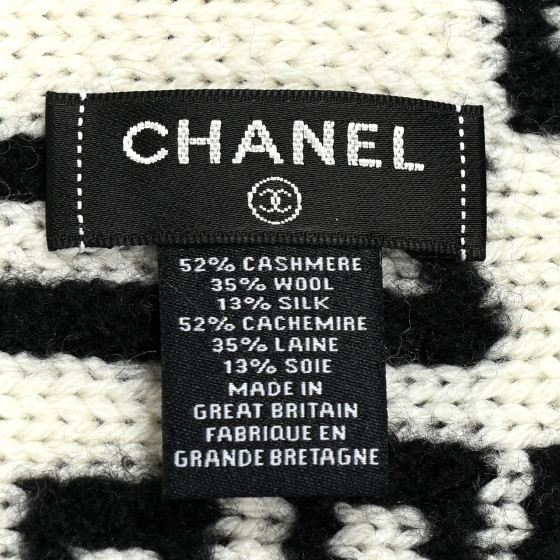 CHANEL
52% CASHMERE
35% WOOL
13% SILK
52% CACHEMIRE
35% LAINE
13% SOIE
MADE IN
GREAT BRITAIN
FABRIQUE EN
GRANDE BRETAGNE